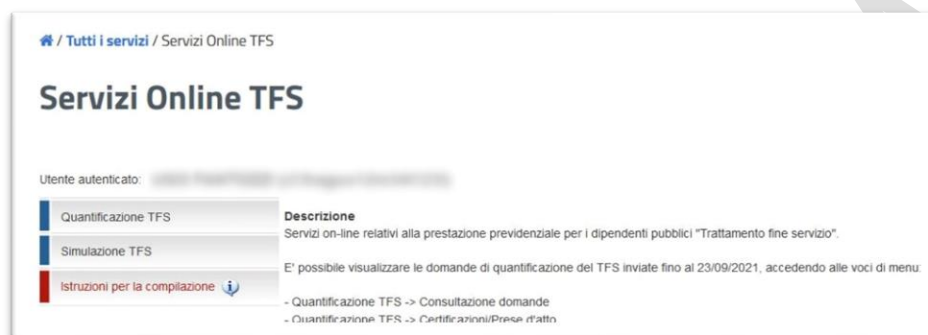 / Tutti i servizi / Servizi Online TFS
Servizi Online TFS
Utente autenticato:
Quantificazione TFS
Simulazione TFS
Istruzioni per la compilazione
Descrizione
Servizi on-line relativi alla prestazione previdenziale per i dipendenti pubblici "Trattamento fine servizio".
E' possibile visualizzare le domande di quantificazione del TFS inviate fino al 23/09/2021, accedendo alle voci di menu:
- Quantificazione TFS -> Consultazione domande
- Quantificazione TFS -> Certificazioni/Prese d'atto